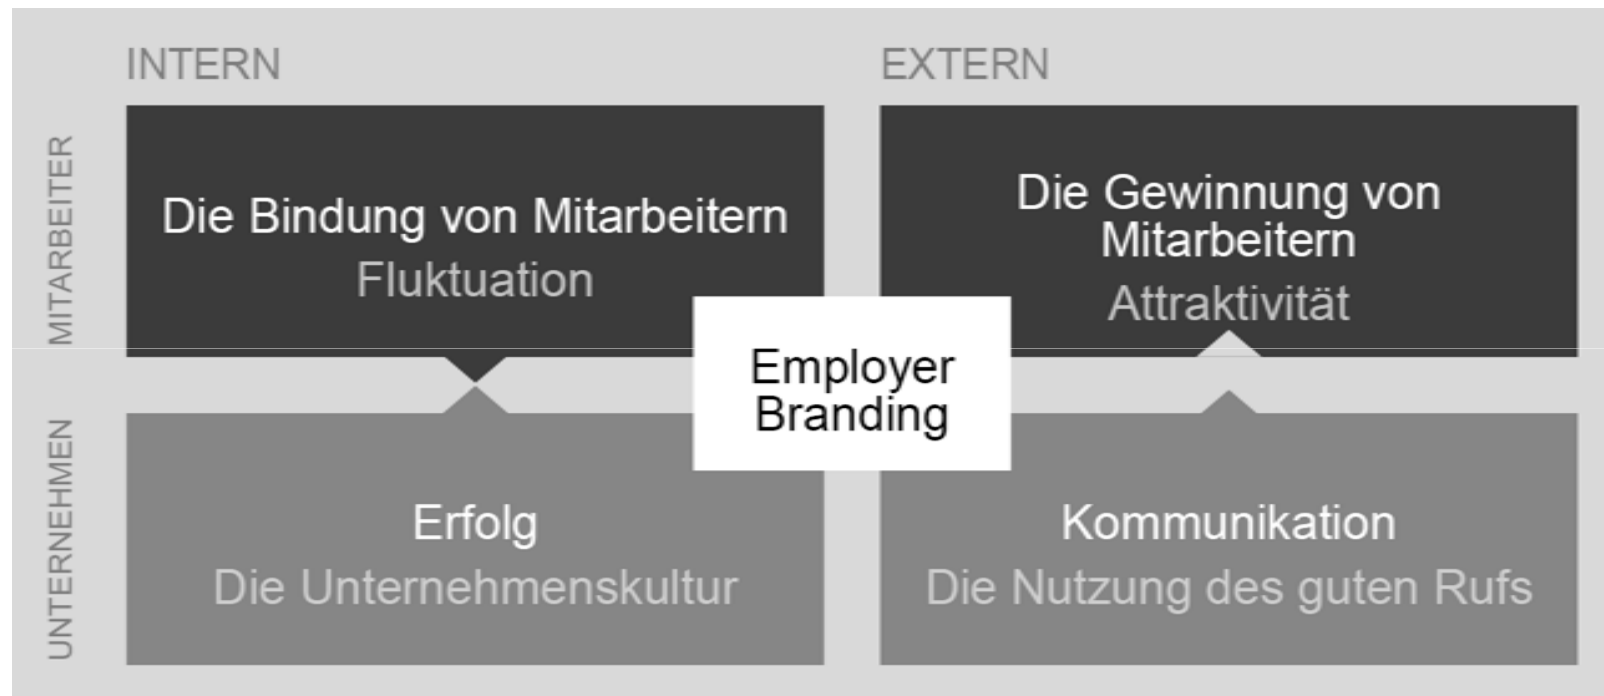 INTERN
EXTERN
MITARBEITER
Die Bindung von Mitarbeitern
Fluktuation
Die Gewinnung von
Mitarbeitern
Attraktivität
Employer
Branding
UNTERNEHMEN
Erfolg
Die Unternehmenskultur
Kommunikation
Die Nutzung des guten Rufs